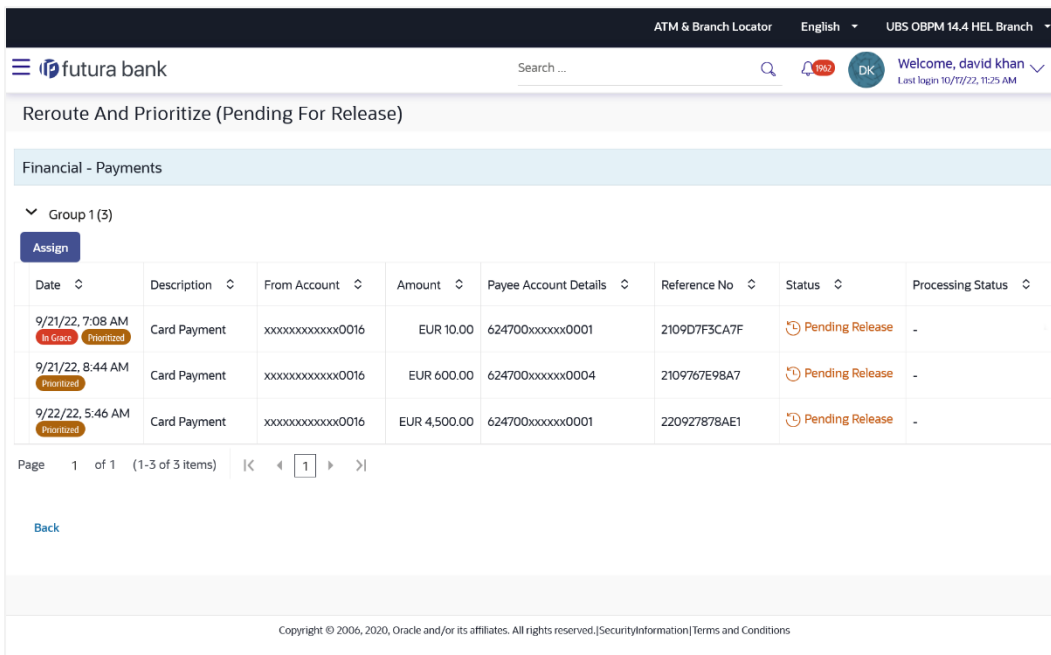 ATM & Branch Locator English UBS OBPM 14.4 HEL Branch
futura bank Search ... 1962 DK Welcome, david khan
Last login 10/17/22, 11:25 AM
Reroute And Prioritize (Pending For Release)
Financial - Payments
Group 1 (3)
Assign
Date Description From Account Amount Payee Account Details Reference No Status Processing Status
9/21/22, 7:08 AM
In Grace Prioritized Card Payment xxxxxxxxxxxx0016 EUR 10.00 624700xxxxxx0001 2109D7F3CA7F Pending Release -
9/21/22, 8:44 AM
Prioritized Card Payment xxxxxxxxxxxx0016 EUR 600.00 624700xxxxxx0004 2109767E98A7 Pending Release -
9/22/22, 5:46 AM
Prioritized Card Payment xxxxxxxxxxxx0016 EUR 4,500.00 624700xxxxxx0001 220927878AE1 Pending Release -
Page 1 of 1 (1-3 of 3 items) 1
Back
Copyright © 2006, 2020, Oracle and/or its affiliates. All rights reserved.|SecurityInformation|Terms and Conditions